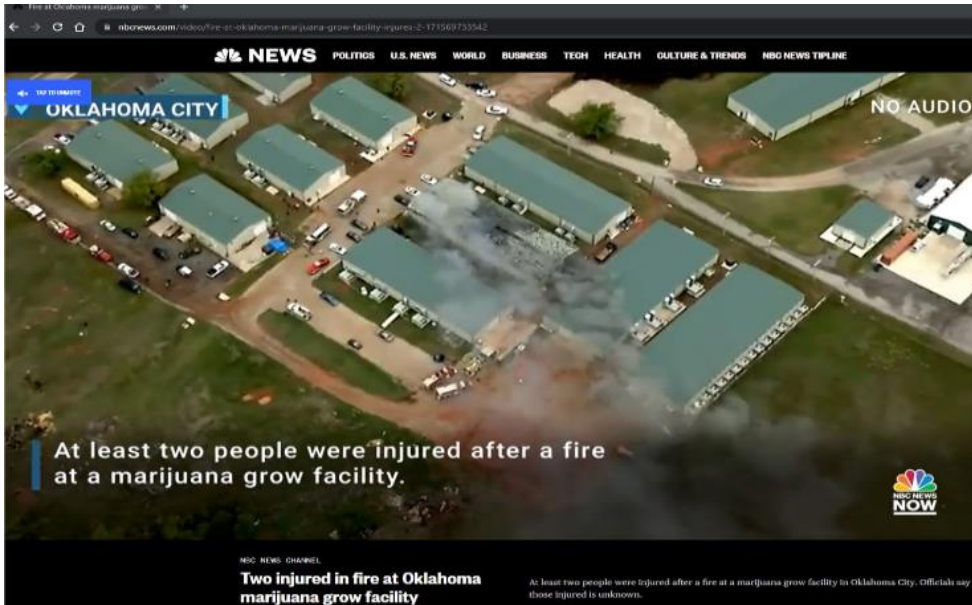 Fire at Oklahoma marijuana grow
nbcnews.com/video/fire-at-oklahoma-marijuana-grow-facility-injures-2-171569733542
NEWS POLITICS U.S. NEWS WORLD BUSINESS TECH HEALTH CULTURE & TRENDS NBC NEWS TIPLINE
TAP TO UNMUTE
OKLAHOMA CITY
NO AUDIO
At least two people were injured after a fire
at a marijuana grow facility.
NBC NEWS
NOW
NBC NEWS CHANNEL
Two injured in fire at Oklahoma
marijuana grow facility
At least two people were injured after a fire at a marijuana grow facility in Oklahoma City. Officials say
those injured is unknown.